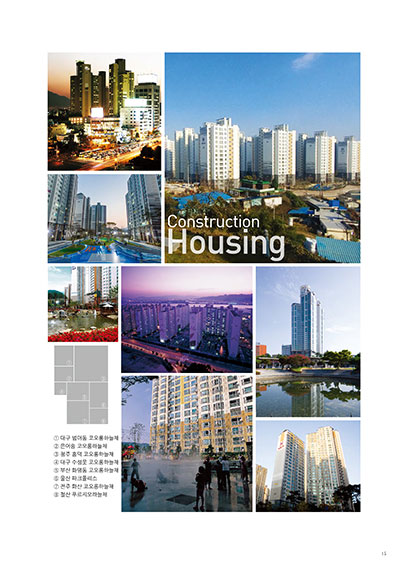 Construction
Housing
① 대구 범어동 코오롱하늘채
② 은어송 코오롱하늘채
③ 청주 흥덕 코오롱하늘채
④ 대구 수성못 코오롱하늘채
⑤ 부산 화명동 코오롱하늘채
⑥ 울산 파크폴리스
⑦ 전주 화산 코오롱하늘채
⑧ 철산 푸르지오하늘채